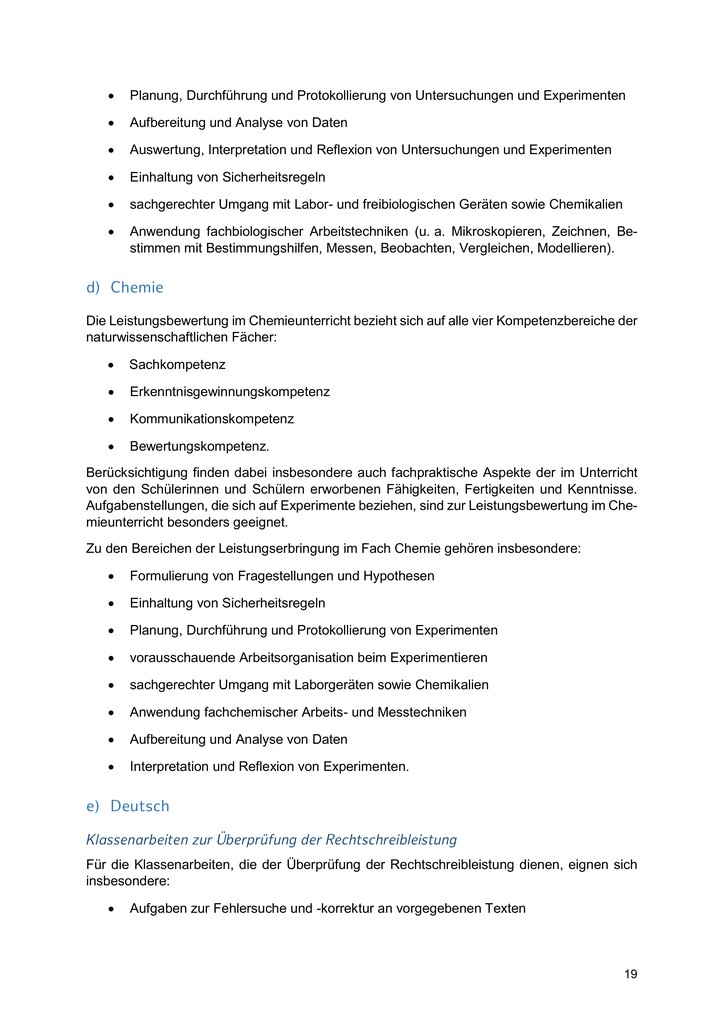 • Planung, Durchführung und Protokollierung von Untersuchungen und Experimenten
• Aufbereitung und Analyse von Daten
• Auswertung, Interpretation und Reflexion von Untersuchungen und Experimenten
• Einhaltung von Sicherheitsregeln
• sachgerechter Umgang mit Labor- und freibiologischen Geräten sowie Chemikalien
• Anwendung fachbiologischer Arbeitstechniken (u. a. Mikroskopieren, Zeichnen, Be-
stimmen mit Bestimmungshilfen, Messen, Beobachten, Vergleichen, Modellieren).
d) Chemie
Die Leistungsbewertung im Chemieunterricht bezieht sich auf alle vier Kompetenzbereiche der
naturwissenschaftlichen Fächer:
• Sachkompetenz
• Erkenntnisgewinnungskompetenz
• Kommunikationskompetenz
• Bewertungskompetenz.
Berücksichtigung finden dabei insbesondere auch fachpraktische Aspekte der im Unterricht
von den Schülerinnen und Schülern erworbenen Fähigkeiten, Fertigkeiten und Kenntnisse.
Aufgabenstellungen, die sich auf Experimente beziehen, sind zur Leistungsbewertung im Che-
mieunterricht besonders geeignet.
Zu den Bereichen der Leistungserbringung im Fach Chemie gehören insbesondere:
• Formulierung von Fragestellungen und Hypothesen
• Einhaltung von Sicherheitsregeln
• Planung, Durchführung und Protokollierung von Experimenten
• vorausschauende Arbeitsorganisation beim Experimentieren
• sachgerechter Umgang mit Laborgeräten sowie Chemikalien
• Anwendung fachchemischer Arbeits- und Messtechniken
• Aufbereitung und Analyse von Daten
• Interpretation und Reflexion von Experimenten.
e) Deutsch
Klassenarbeiten zur Überprüfung der Rechtschreibleistung
Für die Klassenarbeiten, die der Überprüfung der Rechtschreibleistung dienen, eignen sich
insbesondere:
• Aufgaben zur Fehlersuche und -korrektur an vorgegebenen Texten
19